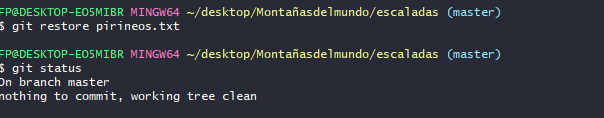 FP@DESKTOP-EO5MIBR MINGW64 ~/desktop/Montañasdelmundo/escaladas (master)
$ git restore pirineos.txt
FP@DESKTOP-EO5MIBR MINGW64 ~/desktop/Montañasdelmundo/escaladas (master)
$ git status
On branch master
nothing to commit, working tree clean